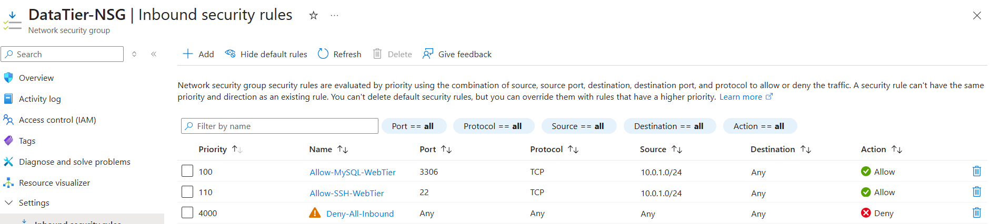 DataTier-NSG | Inbound security rules
Network security group
Search
Add
Hide default rules
Refresh
Delete
Give feedback
Overview
Activity log
Access control (IAM)
Tags
Diagnose and solve problems
Resource visualizer
Settings
Inbound security rules
Network security group security rules are evaluated by priority using the combination of source, source port, destination, destination port, and protocol to allow or deny the traffic. A security rule can't have the same
priority and direction as an existing rule. You can't delete default security rules, but you can override them with rules that have a higher priority. Learn more
Filter by name
Port == all
Protocol == all
Source == all
Destination == all
Action == all
Priority Name Port Protocol Source Destination Action
100 Allow-MySQL-WebTier 3306 TCP 10.0.1.0/24 Any Allow
110 Allow-SSH-WebTier 22 TCP 10.0.1.0/24 Any Allow
4000 Deny-All-Inbound Any Any Any Any Deny